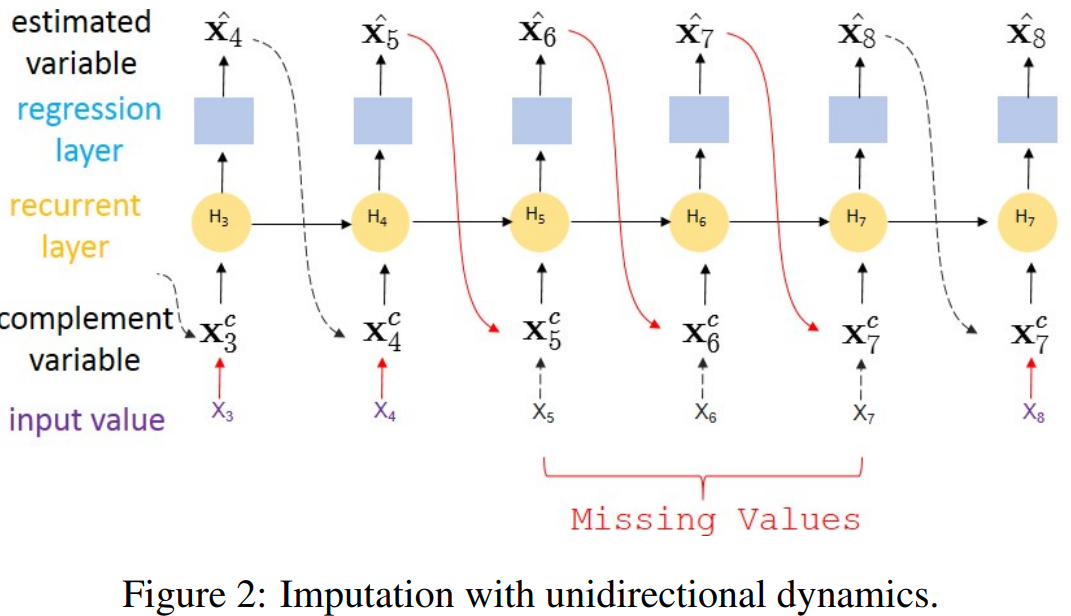 estimated
variable
x̂₄ x̂₅ x̂₆ x̂₇ x̂₈ x̂₈
regression
layer
recurrent
layer
H₃ H₄ H₅ H₆ H₇ H₇
complement
variable
x₃ᶜ x₄ᶜ x₅ᶜ x₆ᶜ x₇ᶜ x₇ᶜ
input value
X₃ X₄ X₅ X₆ X₇ X₈
Missing Values
Figure 2: Imputation with unidirectional dynamics.